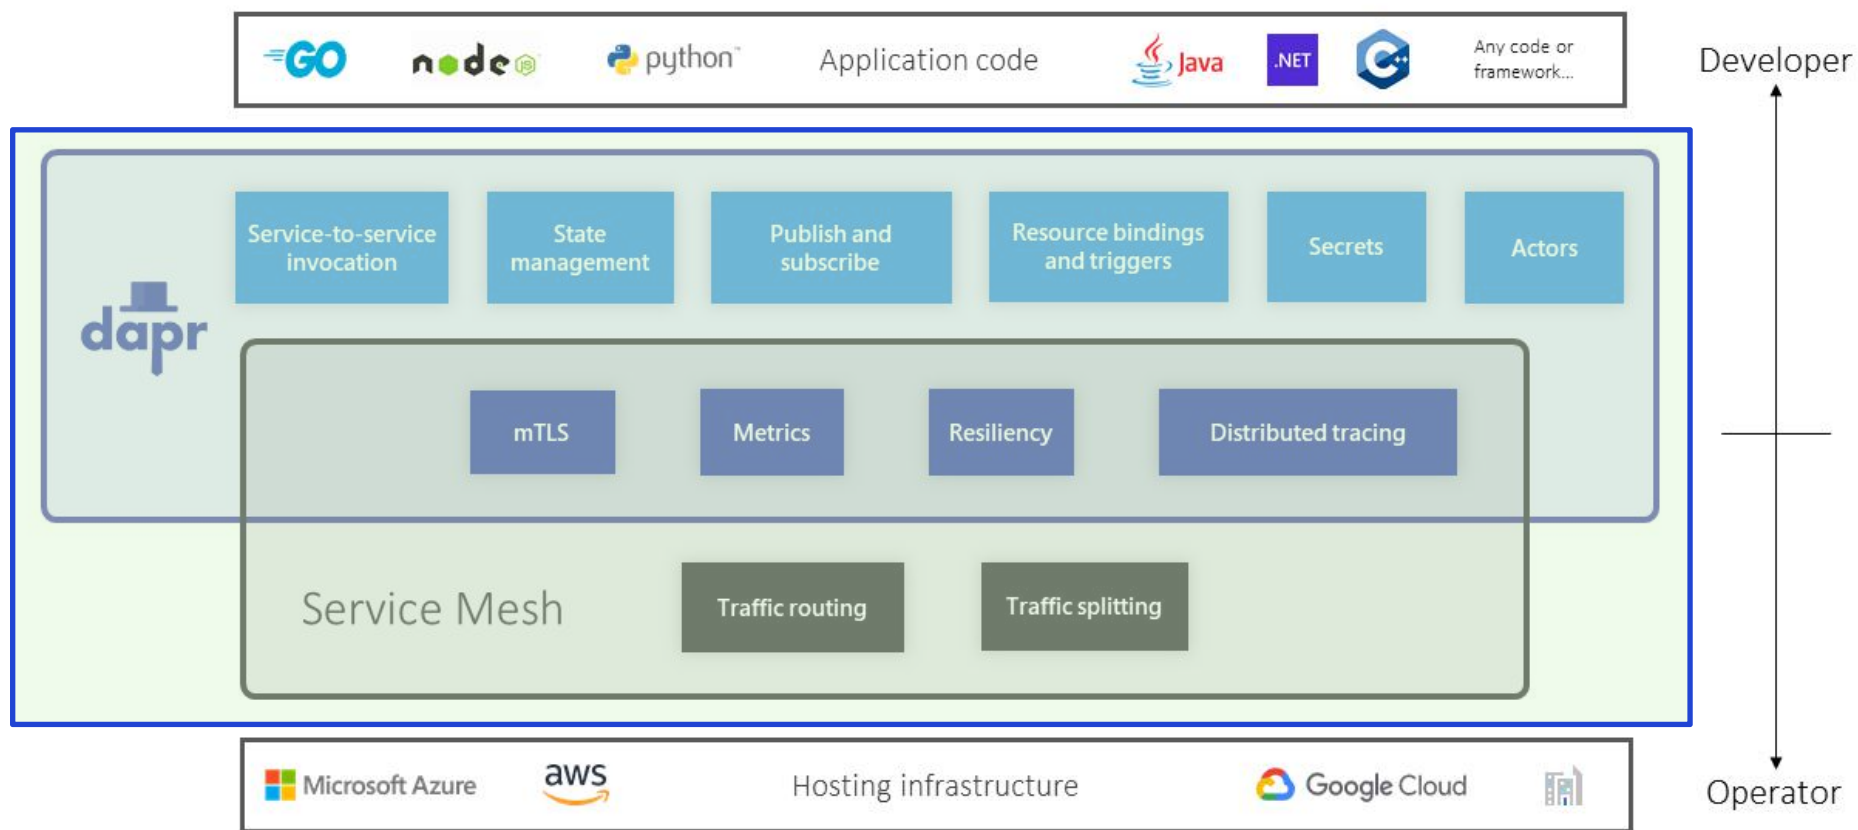 GO
node JS
python™
Application code
Java
.NET
C++
Any code or
framework...
Developer
Service-to-service
invocation
State
management
Publish and
subscribe
Resource bindings
and triggers
Secrets
Actors
dapr
mTLS
Metrics
Resiliency
Distributed tracing
Service Mesh
Traffic routing
Traffic splitting
Microsoft Azure
aws
Hosting infrastructure
Google Cloud
Operator